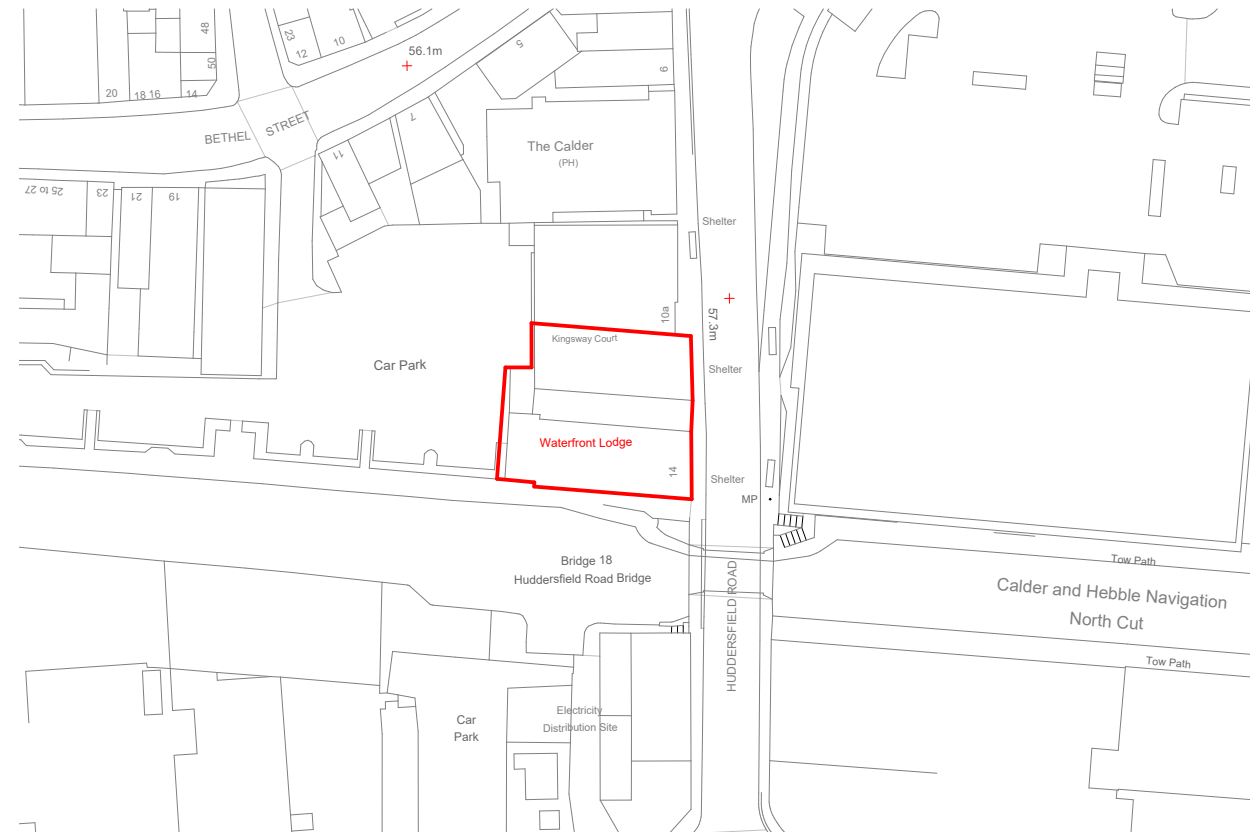 48
50
23
12
10
56.1m
5
6
20
18 16
14
BETHEL STREET
7
11
The Calder
(PH)
25 to 27
23
21
19
Shelter
10a
57.3m
Kingsway Court
Car Park
Shelter
Waterfront Lodge
14
Shelter
MP
Bridge 18
Huddersfield Road Bridge
HUDDERSFIELD ROAD
Tow Path
Calder and Hebble Navigation
North Cut
Tow Path
Electricity
Distribution Site
Car
Park